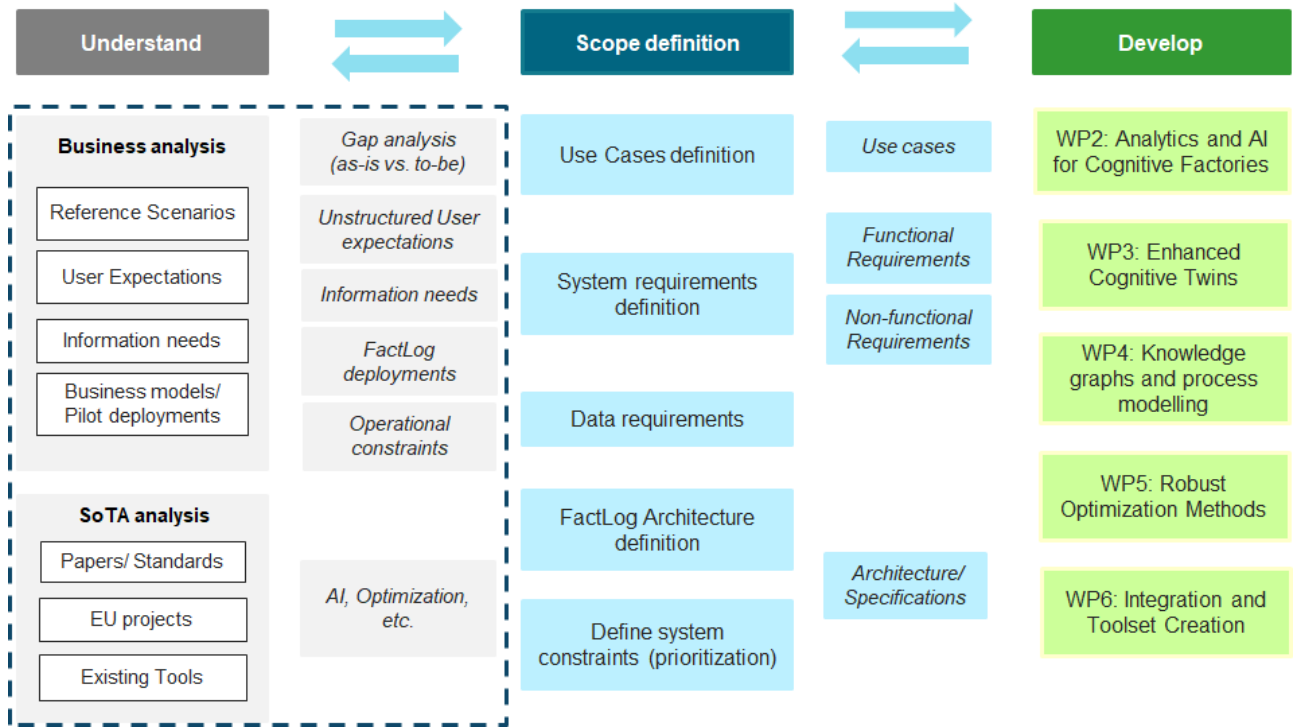 Understand
Scope definition
Develop
Business analysis
Reference Scenarios
User Expectations
Information needs
Business models/
Pilot deployments
SoTA analysis
Papers/ Standards
EU projects
Existing Tools
Gap analysis
(as-is vs. to-be)
Unstructured User
expectations
Information needs
FactLog
deployments
Operational
constraints
AI, Optimization,
etc.
Use Cases definition
System requirements
definition
Data requirements
FactLog Architecture
definition
Define system
constraints (prioritization)
Use cases
Functional
Requirements
Non-functional
Requirements
Architecture/
Specifications
WP2: Analytics and AI
for Cognitive Factories
WP3: Enhanced
Cognitive Twins
WP4: Knowledge
graphs and process
modelling
WP5: Robust
Optimization Methods
WP6: Integration and
Toolset Creation